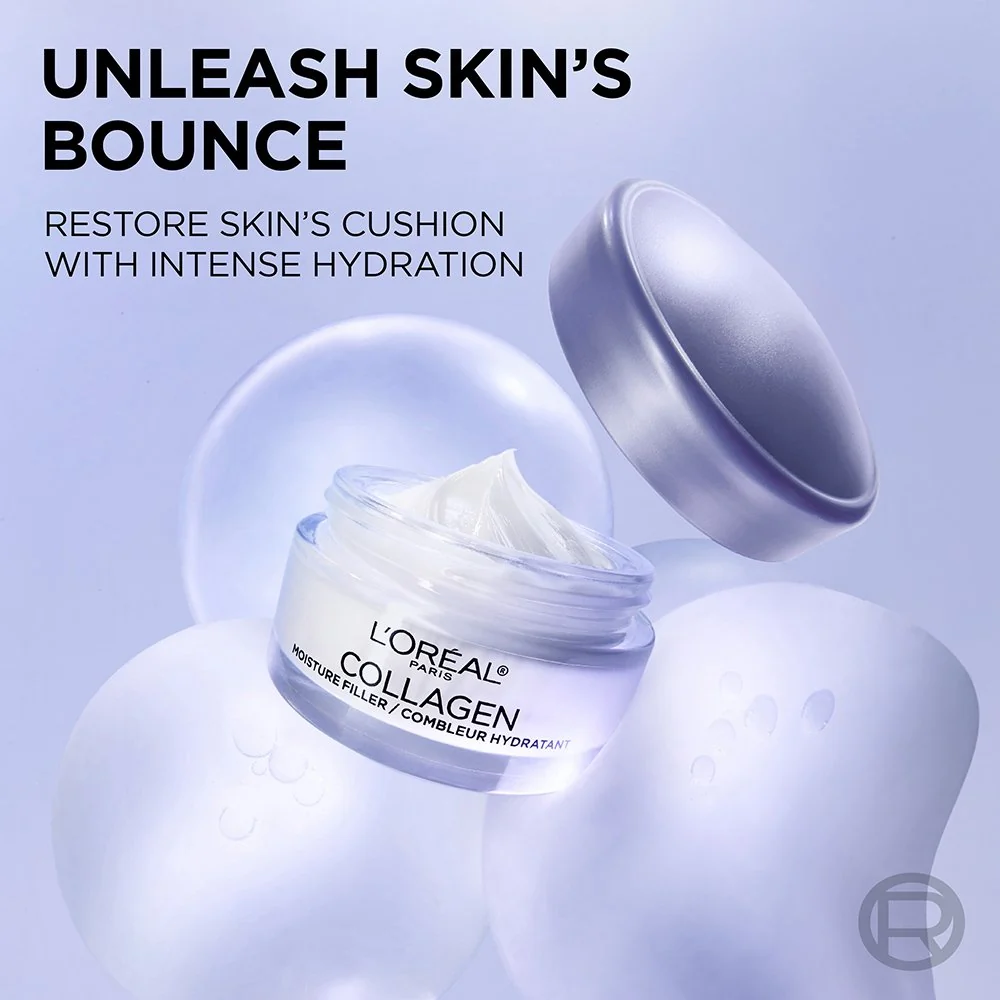 UNLEASH SKIN'S
BOUNCE
RESTORE SKIN'S CUSHION
WITH INTENSE HYDRATION
L'ORÉAL®
PARIS
COLLAGEN
MOISTURE FILLER / COMBLEUR HYDRATANT